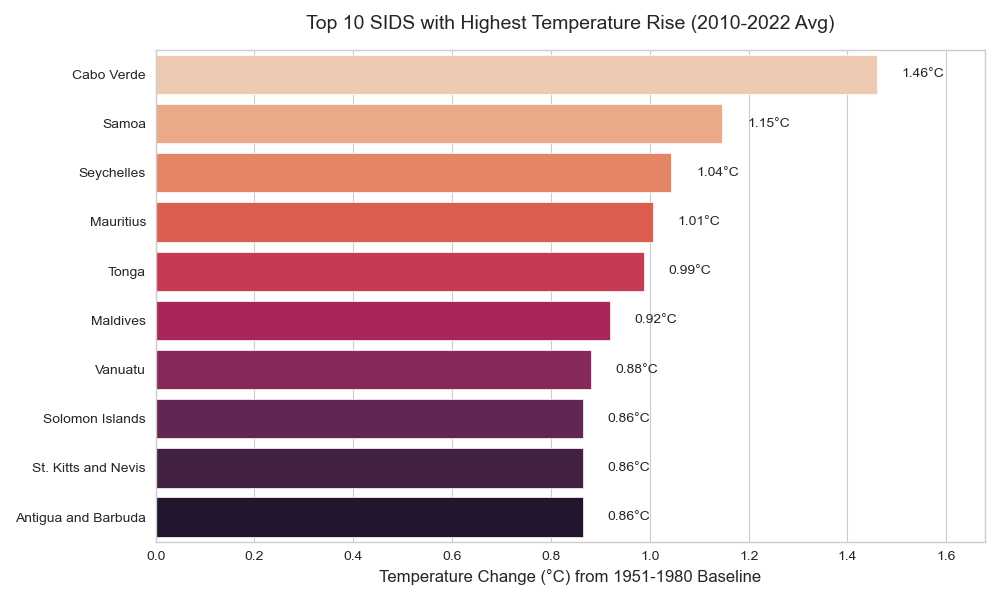 Top 10 SIDS with Highest Temperature Rise (2010-2022 Avg)
Cabo Verde 1.46°C
Samoa 1.15°C
Seychelles 1.04°C
Mauritius 1.01°C
Tonga 0.99°C
Maldives 0.92°C
Vanuatu 0.88°C
Solomon Islands 0.86°C
St. Kitts and Nevis 0.86°C
Antigua and Barbuda 0.86°C
0.0 0.2 0.4 0.6 0.8 1.0 1.2 1.4 1.6
Temperature Change (°C) from 1951-1980 Baseline